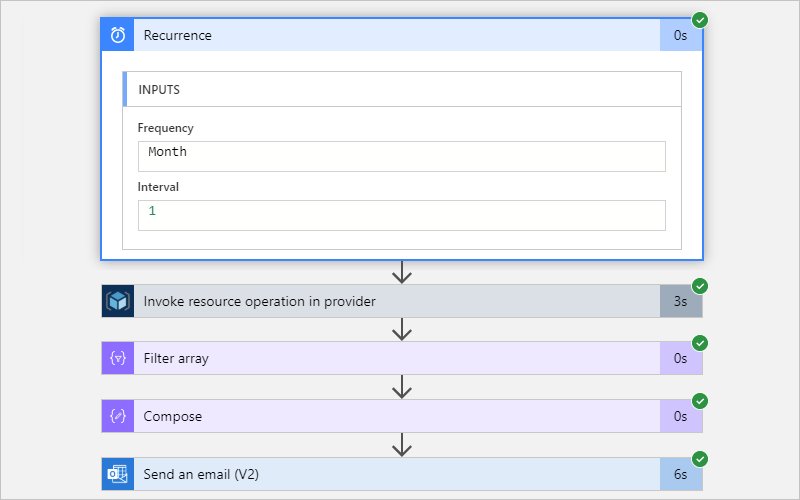 Recurrence 0s
INPUTS
Frequency
Month
Interval
1
Invoke resource operation in provider 3s
Filter array 0s
Compose 0s
Send an email (V2) 6s